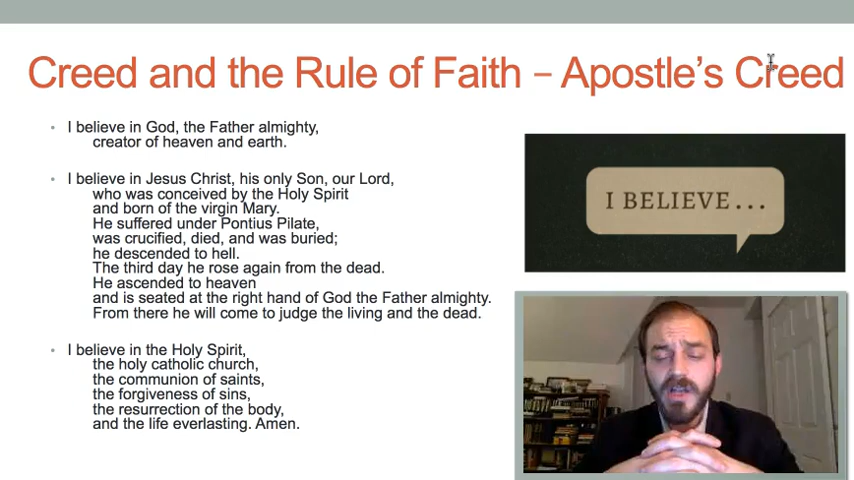 Creed and the Rule of Faith – Apostle's Creed
• I believe in God, the Father almighty,
creator of heaven and earth.
• I believe in Jesus Christ, his only Son, our Lord,
who was conceived by the Holy Spirit
and born of the virgin Mary.
He suffered under Pontius Pilate,
was crucified, died, and was buried;
he descended to hell.
The third day he rose again from the dead.
He ascended to heaven
and is seated at the right hand of God the Father almighty.
From there he will come to judge the living and the dead.
• I believe in the Holy Spirit,
the holy catholic church,
the communion of saints,
the forgiveness of sins,
the resurrection of the body,
and the life everlasting. Amen.
I BELIEVE...